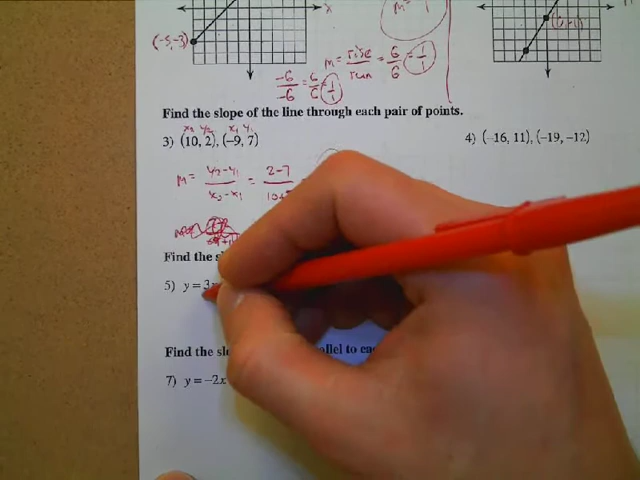 x
m = 1
(-5, -3)
m = rise/run = 6/6 = 1/1
-6/-6 = 6/6 = 1/1
Find the slope of the line through each pair of points.
x₂ y₂ x₁ y₁
3) (10, 2), (−9, 7)
4) (−16, 11), (−19, −12)
m = y₂-y₁/x₂-x₁ = 2-7/10+
Find the sl
5) y = 3x
Find the slo llel to eac
7) y = −2x